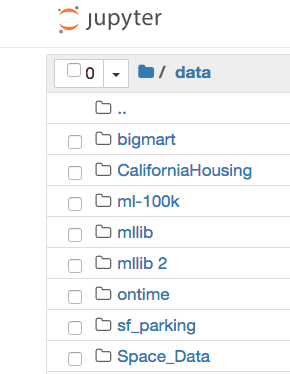 jupyter
0 / data
..
bigmart
CaliforniaHousing
ml-100k
mllib
mllib 2
ontime
sf_parking
Space_Data